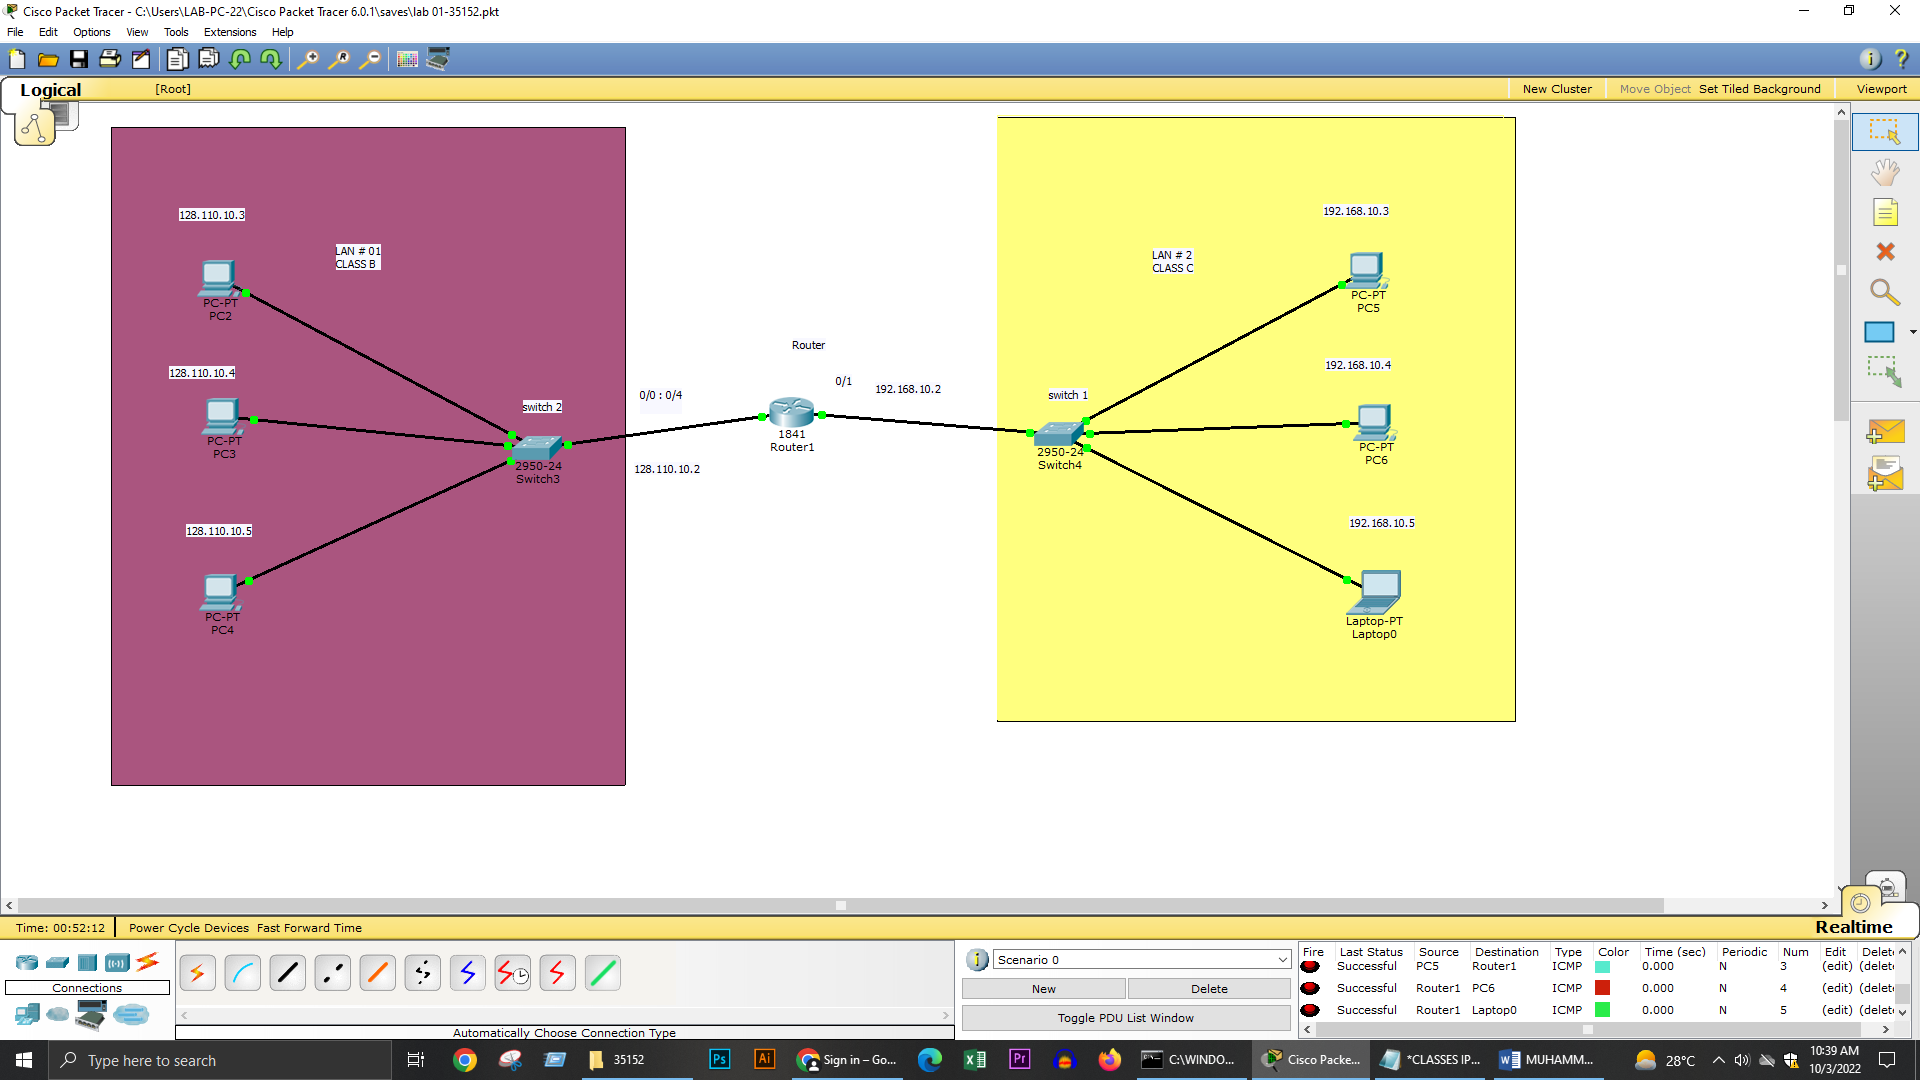 Cisco Packet Tracer - C:\Users\LAB-PC-22\Cisco Packet Tracer 6.0.1\saves\lab 01-35152.pkt
File Edit Options View Tools Extensions Help
Logical [Root] New Cluster Move Object Set Tiled Background Viewport
128.110.10.3
LAN # 01
CLASS B
PC-PT
PC2
128.110.10.4
PC-PT
PC3
128.110.10.5
PC-PT
PC4
switch 2
2950-24
Switch3
0/0 : 0/4
128.110.10.2
Router
0/1
192.168.10.2
1841
Router1
192.168.10.3
LAN # 2
CLASS C
PC-PT
PC5
192.168.10.4
switch 1
2950-24
Switch4
PC-PT
PC6
192.168.10.5
Laptop-PT
Laptop0
Time: 00:52:12 Power Cycle Devices Fast Forward Time
Realtime
Connections
Automatically Choose Connection Type
Scenario 0
New Delete
Toggle PDU List Window
Fire Last Status Source Destination Type Color Time (sec) Periodic Num Edit Delete
Successful PC5 Router1 ICMP 0.000 N 3 (edit) (delet
Successful Router1 PC6 ICMP 0.000 N 4 (edit) (delet
Successful Router1 Laptop0 ICMP 0.000 N 5 (edit) (delet
Type here to search
35152
Ps
Ai
Sign in – Go...
Pr
C:\WINDO...
Cisco Packe...
*CLASSES IP...
MUHAMM...
28°C
10:39 AM
10/3/2022